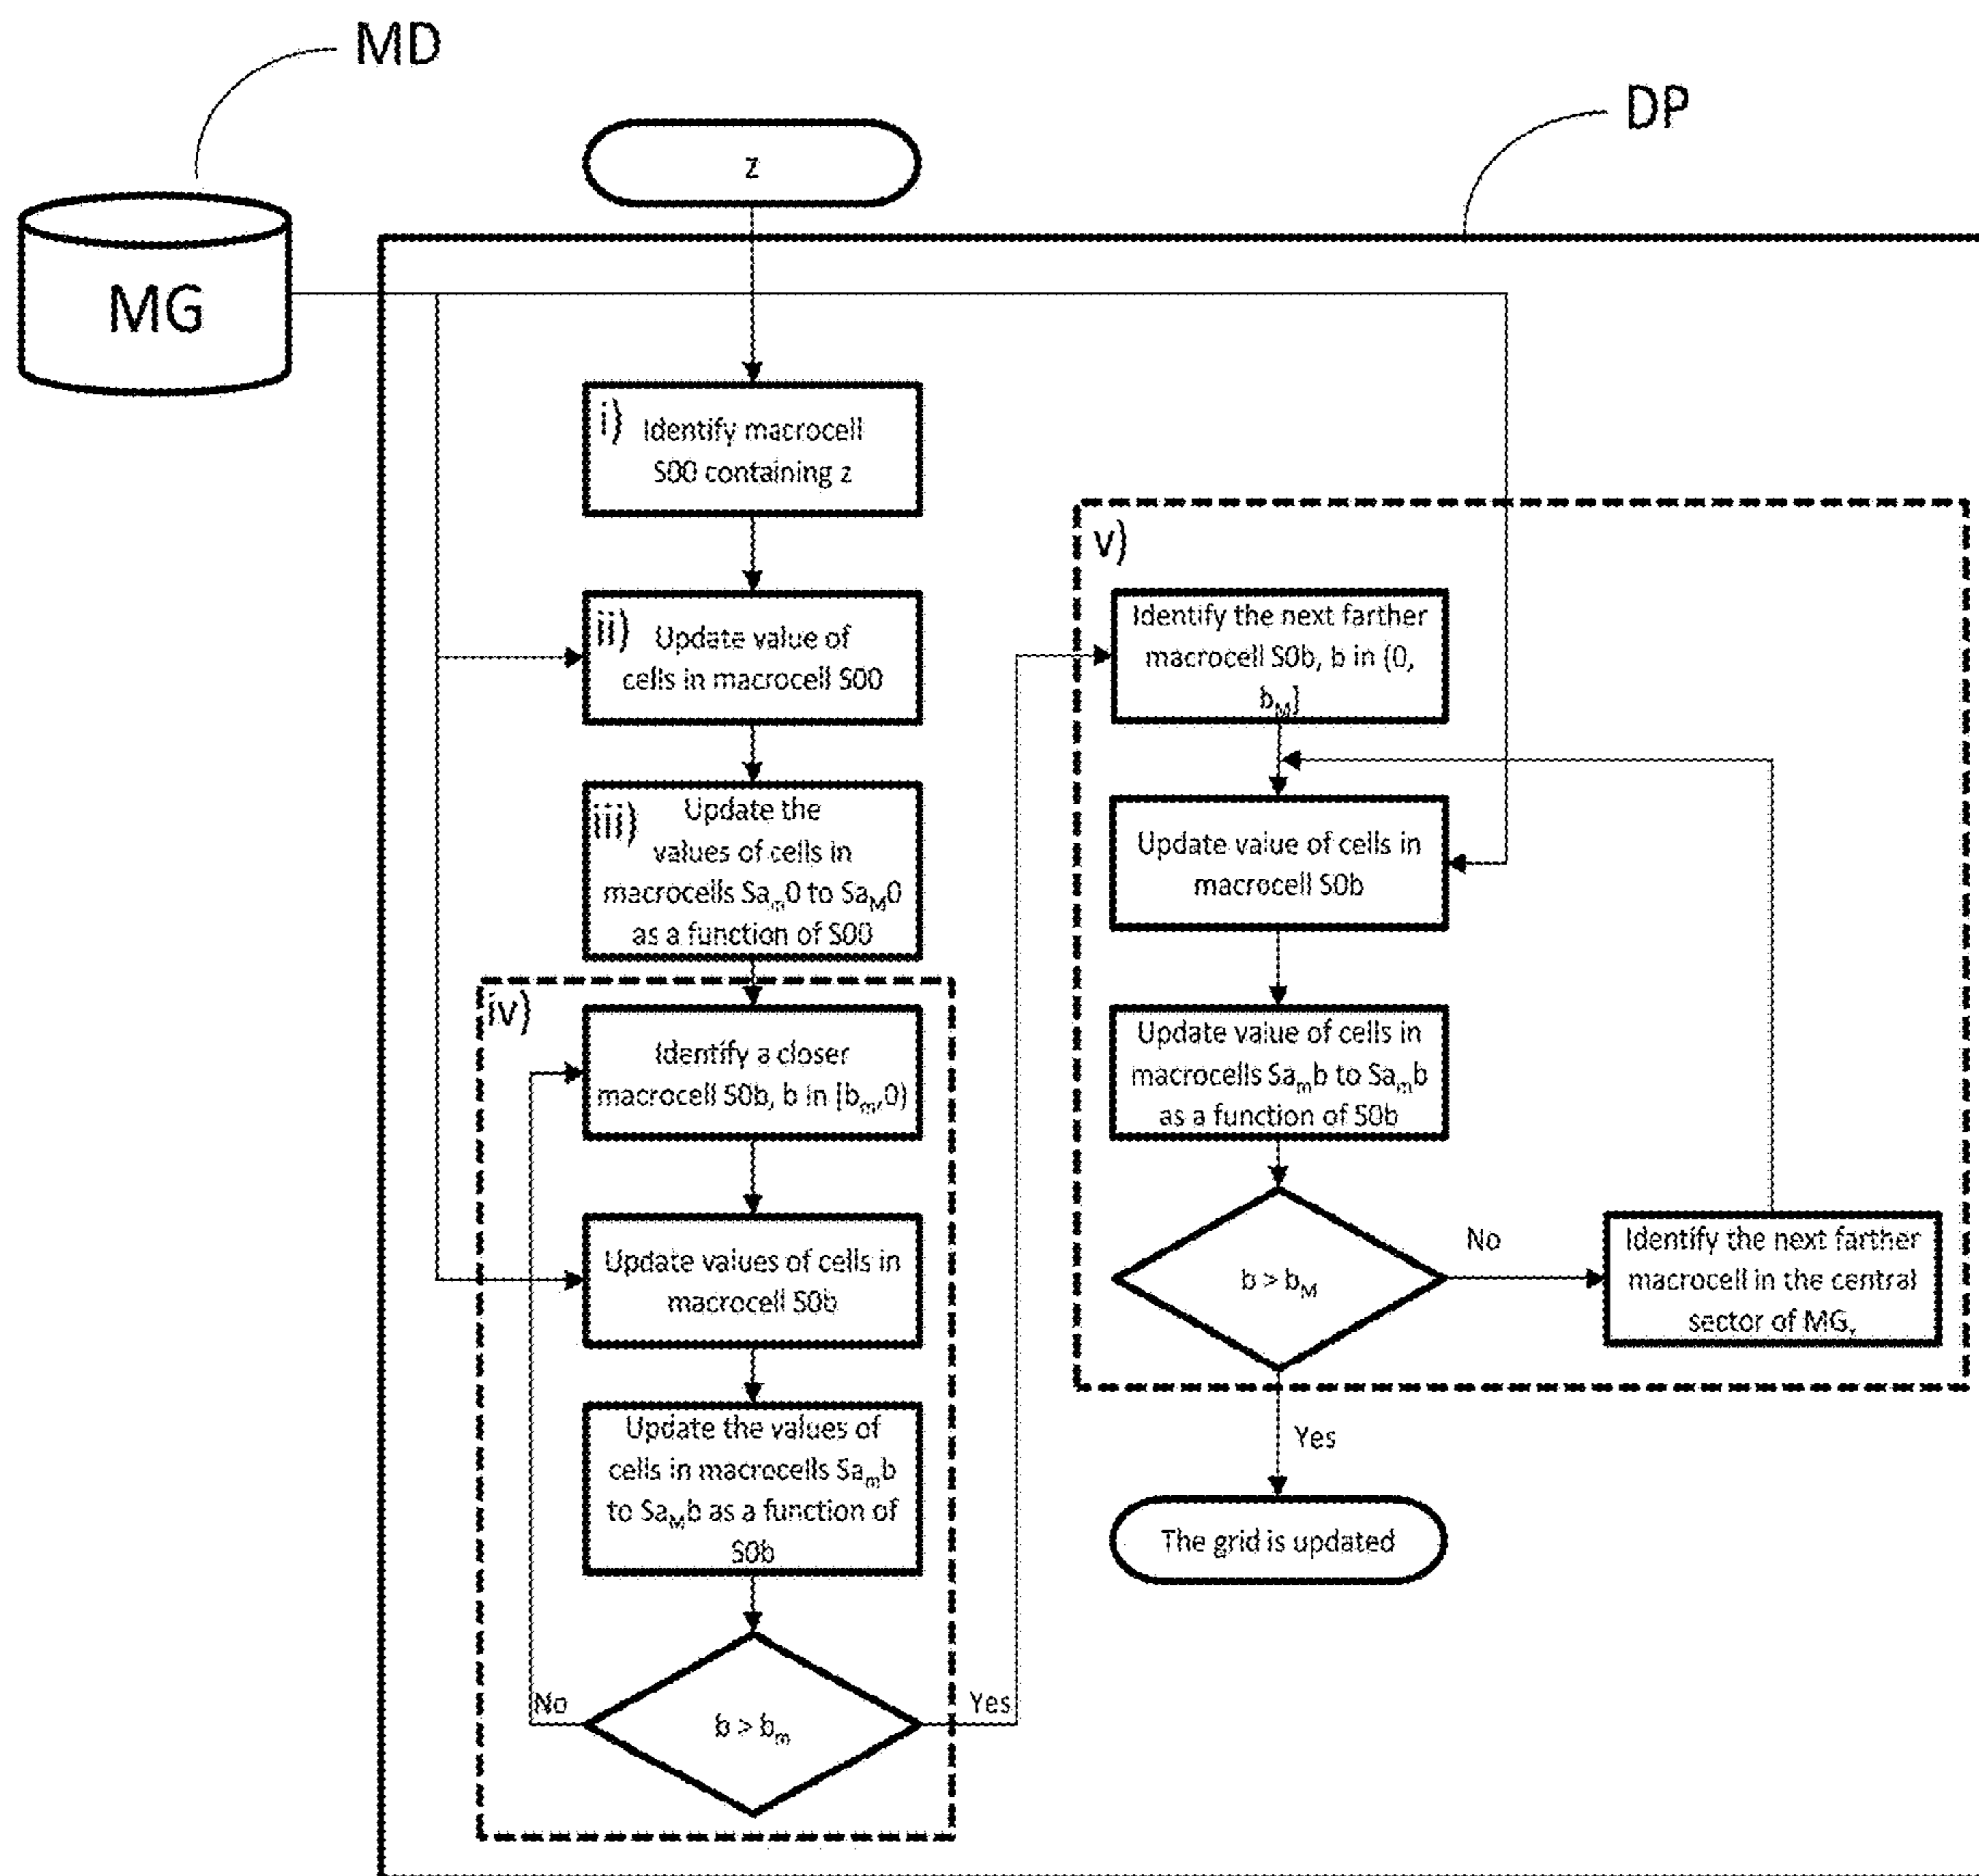 MD
DP
z
MG
i)
Identify macrocell
S00 containing z
ii)
Update value of
cells in macrocell S00
iii)
Update the
values of cells in
macrocells Saₘ0 to Sa_M0
as a function of S00
iv)
Identify a closer
macrocell S0b, b in [bₘ,0)
Update values of cells in
macrocell S0b
Update the values of
cells in macrocells Saₘb
to Sa_Mb as a function of
S0b
b > bₘ
No
Yes
v)
Identify the next farther
macrocell S0b, b in (0,
b_M]
Update value of cells in
macrocell S0b
Update value of cells in
macrocells Saₘb to Saₘb
as a function of S0b
b > b_M
No
Identify the next farther
macrocell in the central
sector of MG,
Yes
The grid is updated